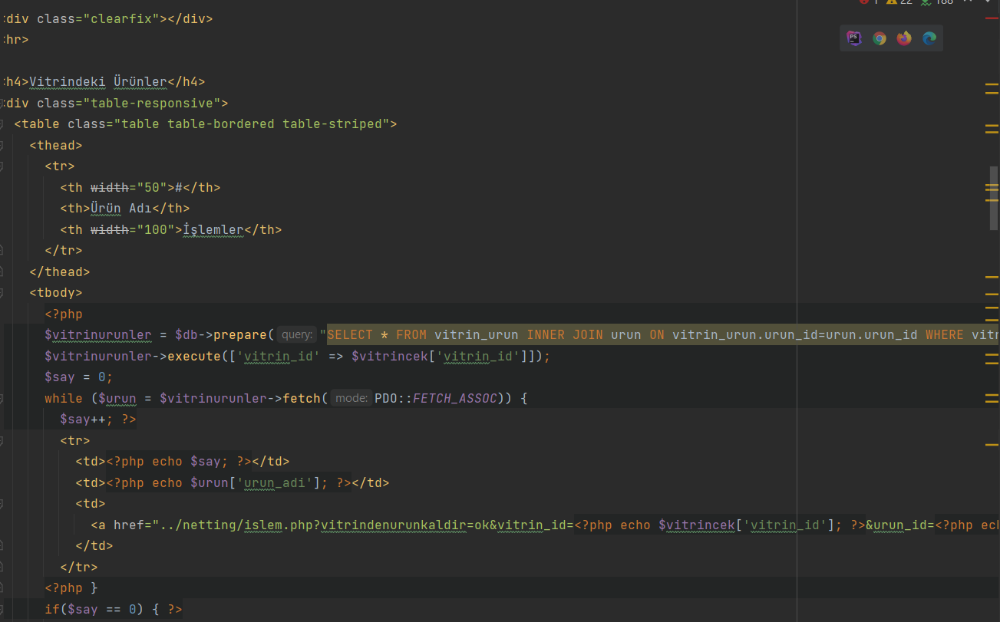 div class="clearfix"></div>
hr>
h4>Vitrindeki Ürünler</h4>
div class="table-responsive">
<table class="table table-bordered table-striped">
<thead>
<tr>
<th width="50">#</th>
<th>Ürün Adı</th>
<th width="100">İşlemler</th>
</tr>
</thead>
<tbody>
<?php
$vitrinurunler = $db->prepare( query: "SELECT * FROM vitrin_urun INNER JOIN urun ON vitrin_urun.urun_id=urun.urun_id WHERE vitr
$vitrinurunler->execute(['vitrin_id' => $vitrincek['vitrin_id']]);
$say = 0;
while ($urun = $vitrinurunler->fetch( mode: PDO::FETCH_ASSOC)) {
$say++; ?>
<tr>
<td><?php echo $say; ?></td>
<td><?php echo $urun['urun_adi']; ?></td>
<td>
<a href="../netting/islem.php?vitrindenurunkaldir=ok&vitrin_id=<?php echo $vitrincek['vitrin_id']; ?>&urun_id=<?php ech
</td>
</tr>
<?php }
if($say == 0) { ?>